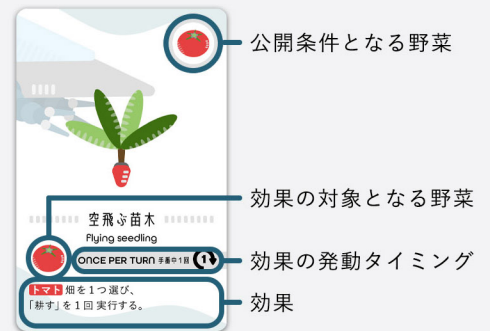 公開条件となる野菜
空飛ぶ苗木
Flying seedling
効果の対象となる野菜
ONCE PER TURN 手番中1回 1
効果の発動タイミング
トマト畑を1つ選び、
「耕す」を1回実行する。
効果